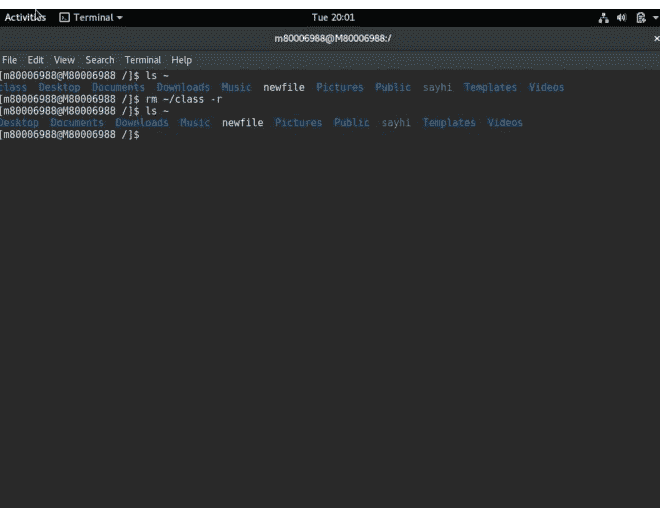 Activities Terminal Tue 20:01
m80006988@M80006988:/
File Edit View Search Terminal Help
[m80006988@M80006988 /]$ ls ~
class Desktop Documents Downloads Music newfile Pictures Public sayhi Templates Videos
[m80006988@M80006988 /]$ rm ~/class -r
[m80006988@M80006988 /]$ ls ~
Desktop Documents Downloads Music newfile Pictures Public sayhi Templates Videos
[m80006988@M80006988 /]$